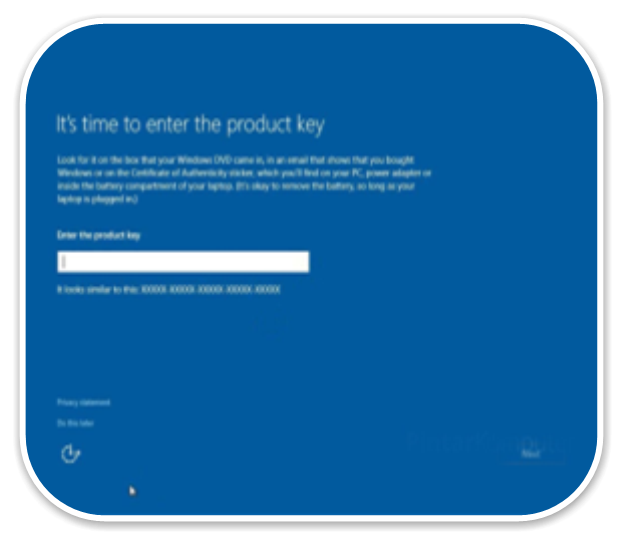 It's time to enter the product key
Look for it on the box that your Windows DVD came in, in an email that shows that you bought
Windows or on the Certificate of Authenticity sticker, which you'll find on your PC, power adapter or
inside the battery compartment of your laptop. (It's okay to remove the battery, so long as your
laptop is plugged in.)
Enter the product key
It looks similar to this: XXXXX-XXXXX-XXXXX-XXXXX-XXXXX
Privacy statement
Do this later
Next